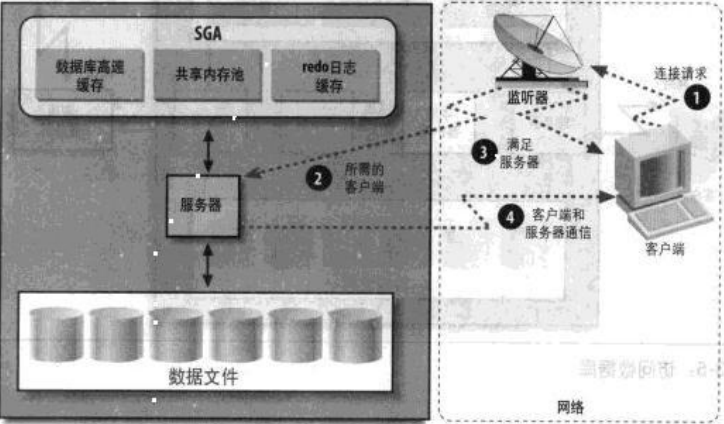 SGA
数据库高速
缓存
共享内存池
redo日志
缓存
监听器
连接请求
1
3
满足
服务器
2
所需的
客户端
服务器
4
客户端和
服务器通信
客户端
数据文件
网络